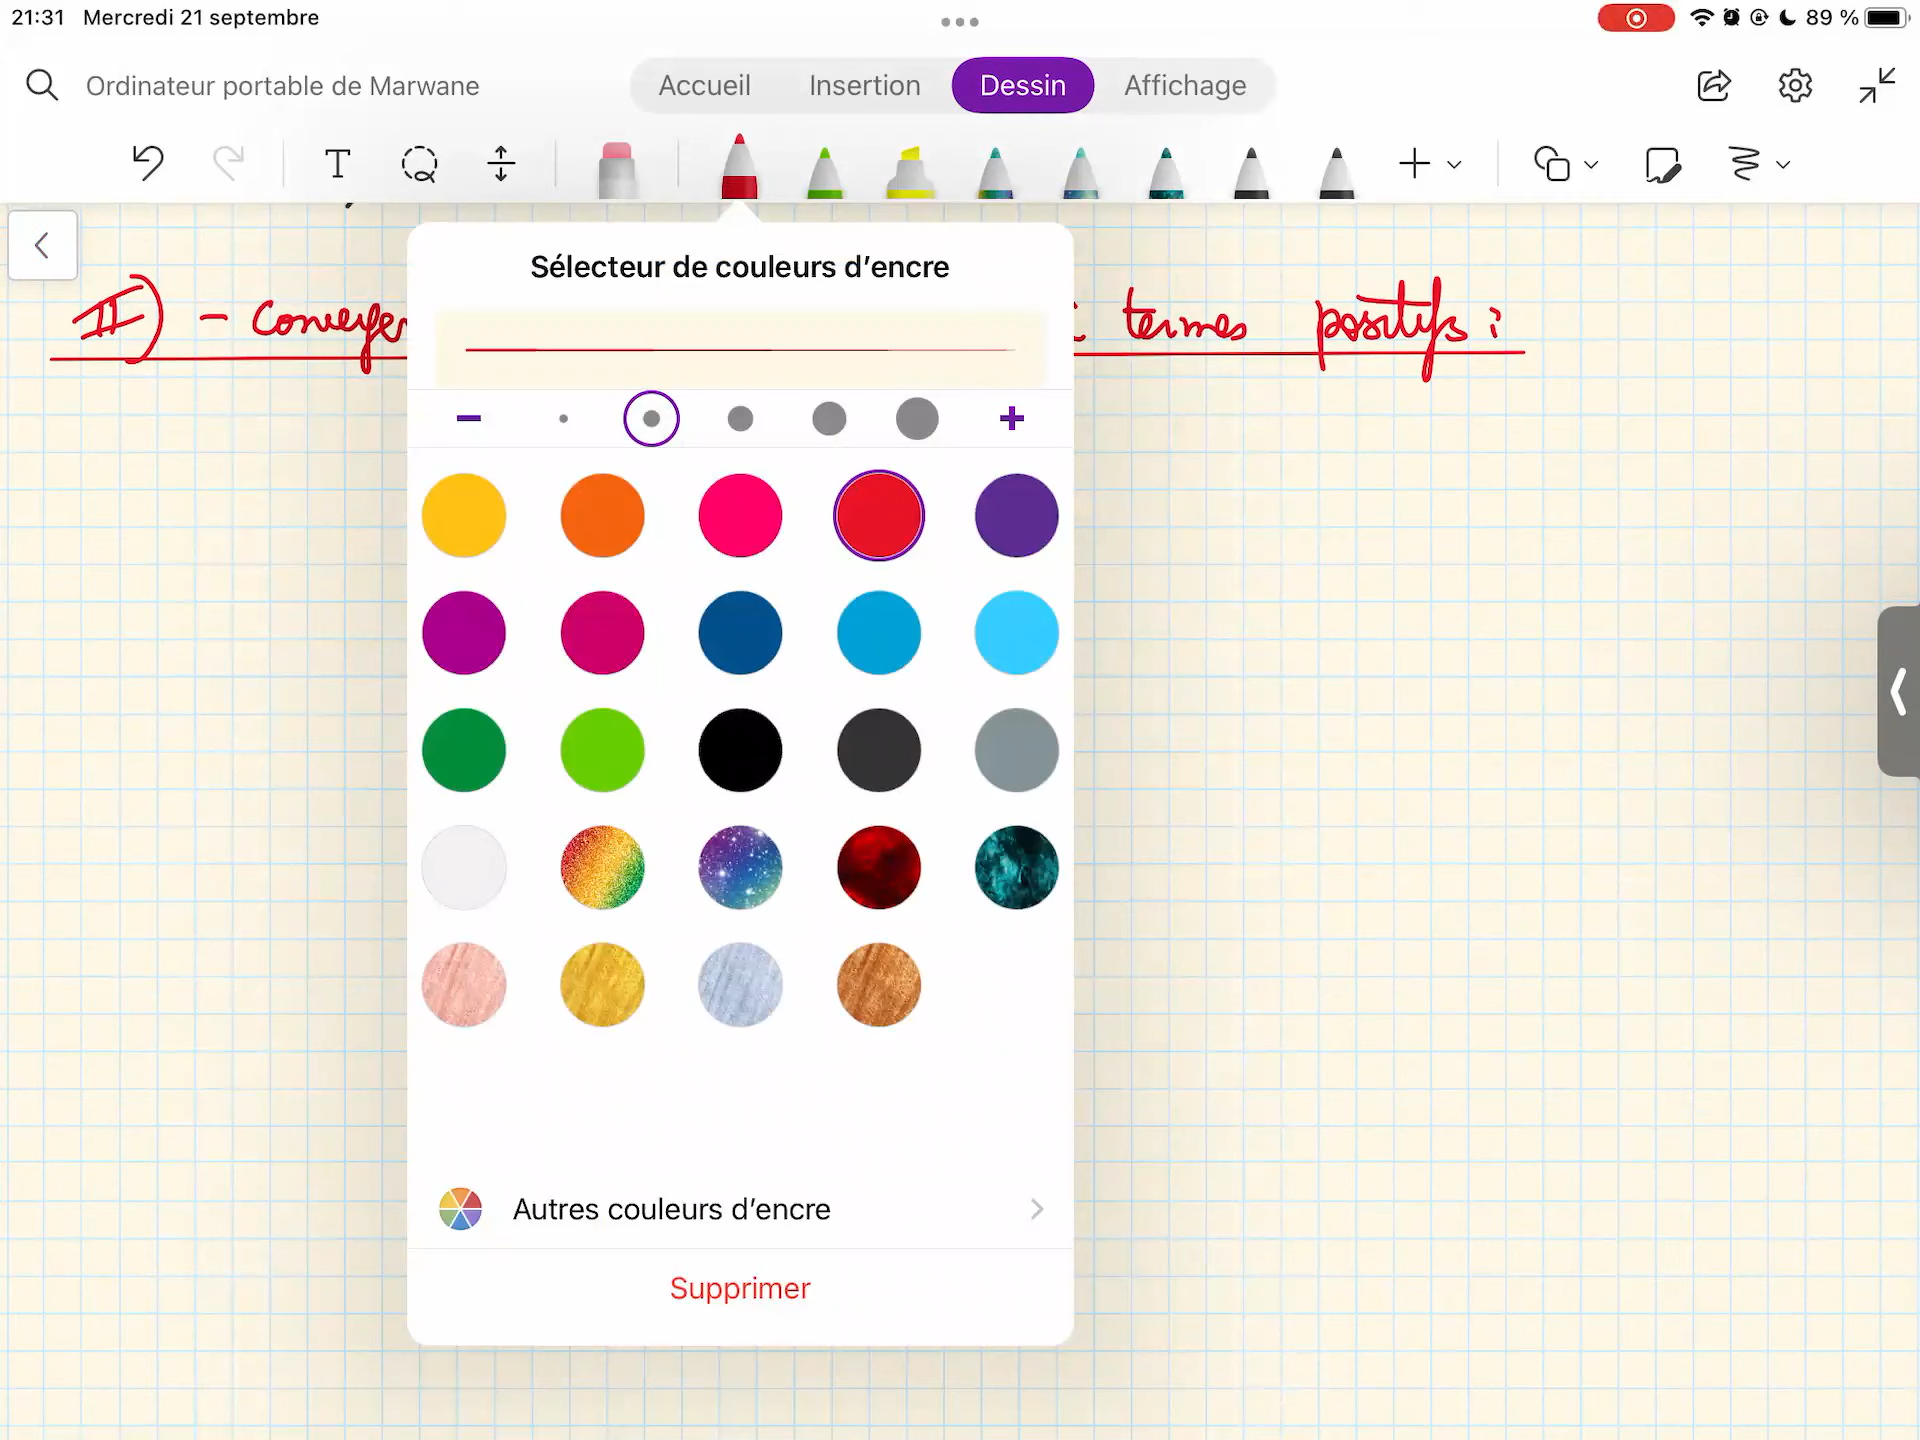 21:31 Mercredi 21 septembre 89 %
Ordinateur portable de Marwane Accueil Insertion Dessin Affichage
T
Sélecteur de couleurs d’encre
II) - Conver termes positifs :
Autres couleurs d’encre
Supprimer